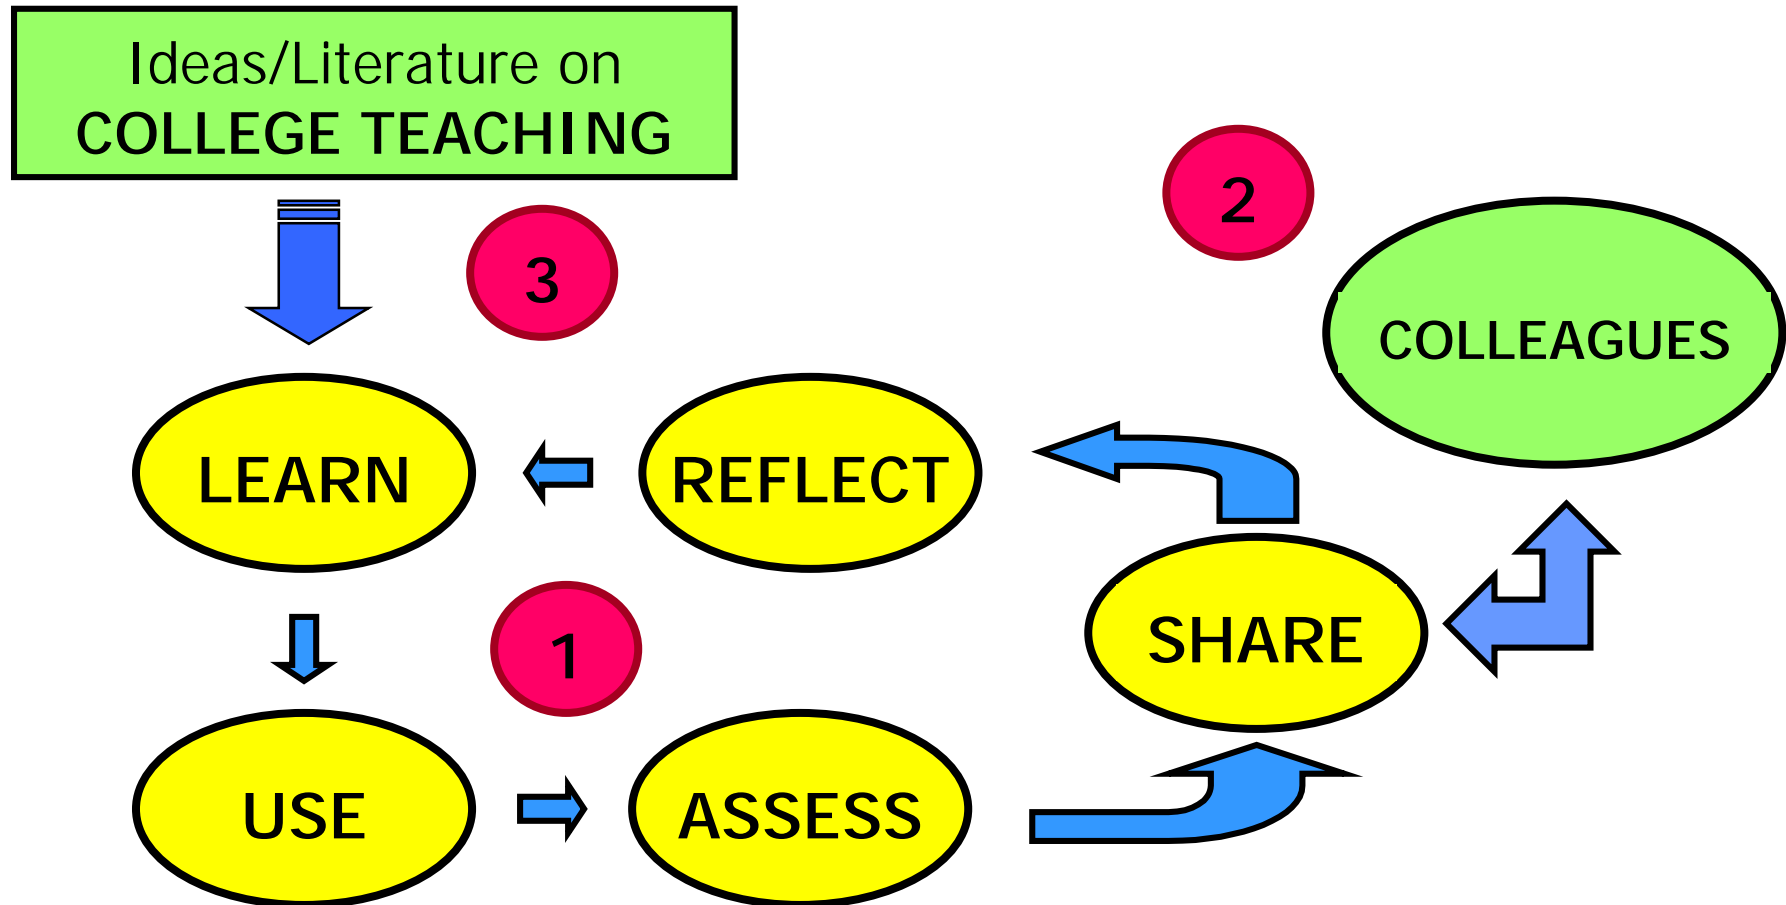 Ideas/Literature on
COLLEGE TEACHING
2
3
COLLEAGUES
LEARN
REFLECT
1
SHARE
USE
ASSESS